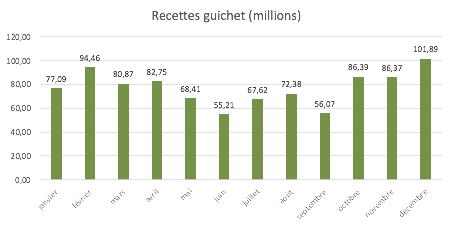 Recettes guichet (millions)
120,00
100,00
80,00
60,00
40,00
20,00
0,00
77,09
94,46
80,87
82,75
68,41
55,21
67,62
72,38
56,07
86,39
86,37
101,89
janvier
février
mars
avril
mai
juin
juillet
août
septembre
octobre
novembre
decembre